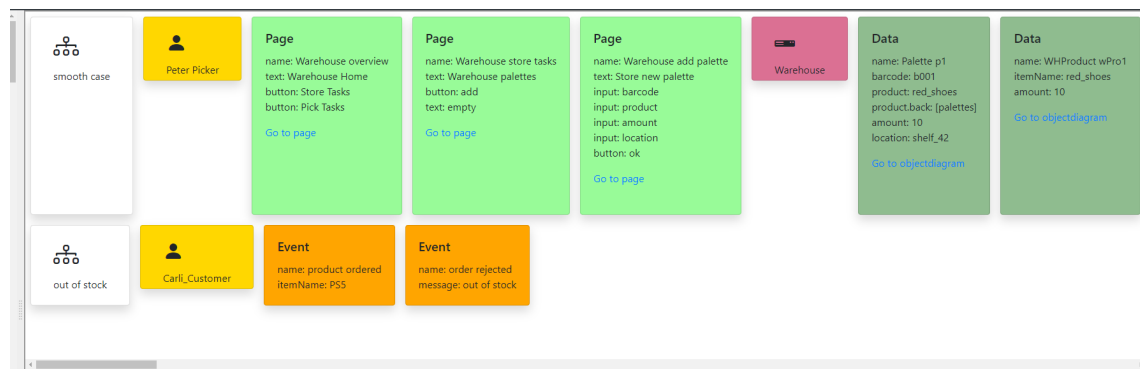 smooth case
Peter Picker
Page
name: Warehouse overview
text: Warehouse Home
button: Store Tasks
button: Pick Tasks
Go to page
Page
name: Warehouse store tasks
text: Warehouse palettes
button: add
text: empty
Go to page
Page
name: Warehouse add palette
text: Store new palette
input: barcode
input: product
input: amount
input: location
button: ok
Go to page
Warehouse
Data
name: Palette p1
barcode: b001
product: red_shoes
product.back: [palettes]
amount: 10
location: shelf_42
Go to objectdiagram
Data
name: WHProduct wPro1
itemName: red_shoes
amount: 10
Go to objectdiagram
out of stock
Carli_Customer
Event
name: product ordered
itemName: PS5
Event
name: order rejected
message: out of stock